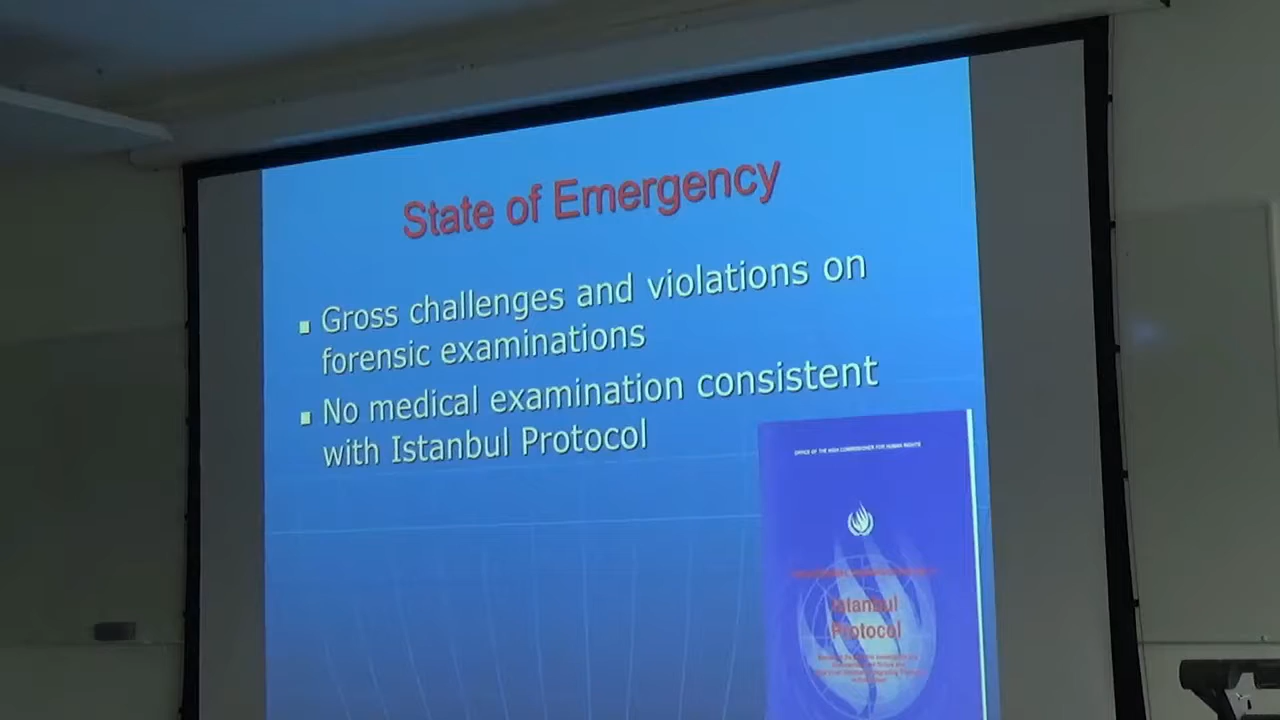 State of Emergency
Gross challenges and violations on
forensic examinations
No medical examination consistent
with Istanbul Protocol
OFFICE OF THE HIGH COMMISSIONER FOR HUMAN RIGHTS
Istanbul
Protocol